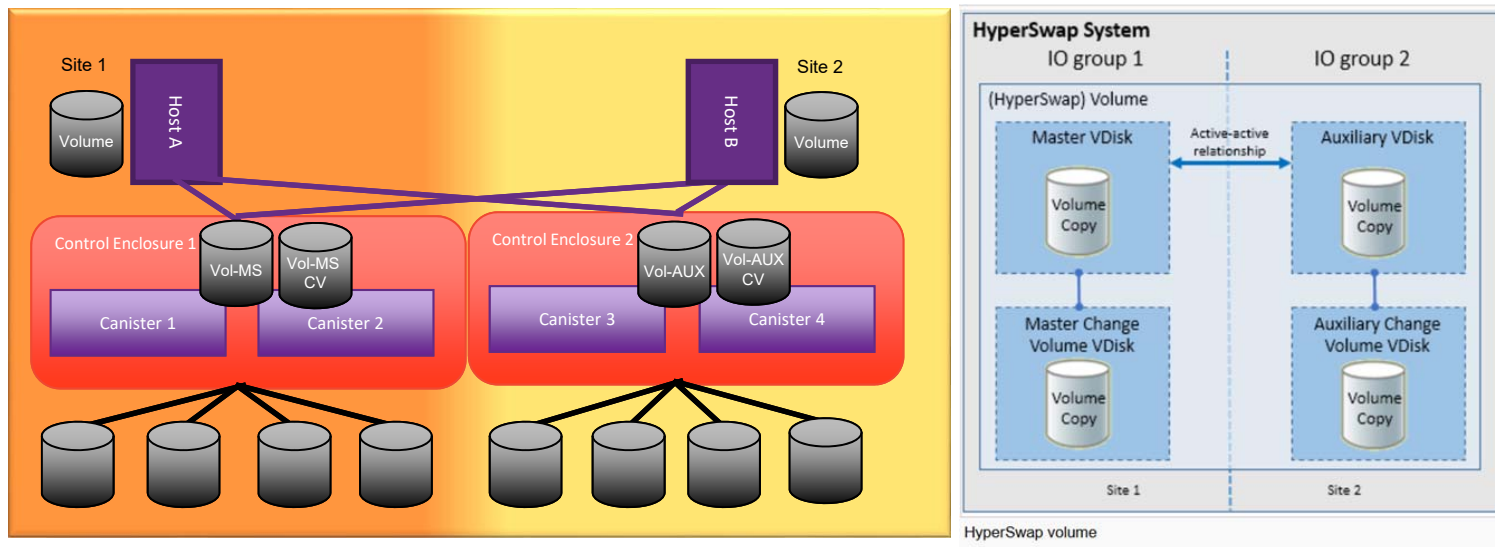 Site 1
Host A
Volume
Site 2
Host B
Volume
Control Enclosure 1
Vol-MS
Vol-MS
CV
Canister 1
Canister 2
Control Enclosure 2
Vol-AUX
Vol-AUX
CV
Canister 3
Canister 4
HyperSwap System
IO group 1
IO group 2
(HyperSwap) Volume
Master VDisk
Volume
Copy
Active-active
relationship
Auxiliary VDisk
Volume
Copy
Master Change
Volume VDisk
Volume
Copy
Auxiliary Change
Volume VDisk
Volume
Copy
Site 1
Site 2
HyperSwap volume